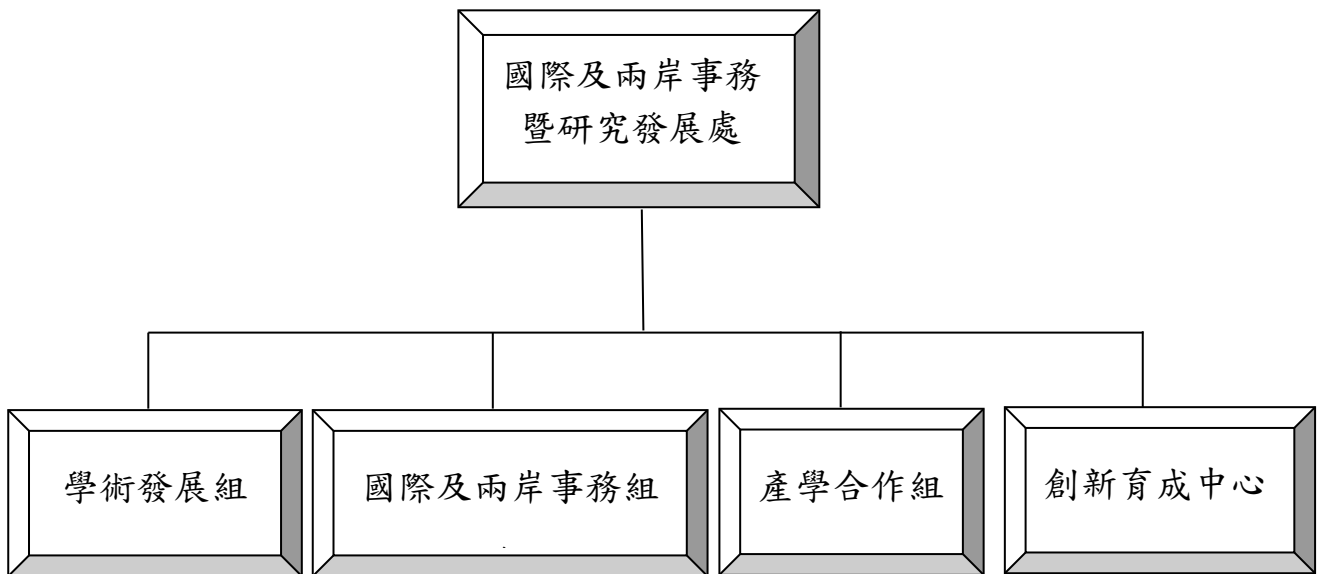 國際及兩岸事務
暨研究發展處
學術發展組
國際及兩岸事務組
產學合作組
創新育成中心